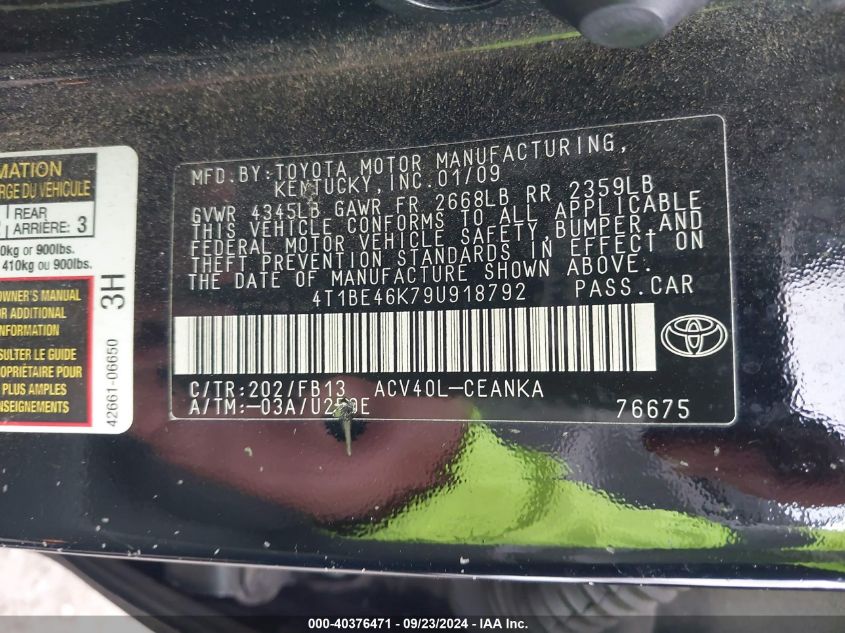 MATION
RGE DU VÉHICULE
REAR
ARRIÈRE: 3
0kg or 900lbs.
410kg ou 900lbs.
OWNER'S MANUAL
FOR ADDITIONAL
INFORMATION
SULTER LE GUIDE
PLUS AMPLES
SEIGNEMENTS
3H
42661-06650
MFD.BY:TOYOTA MOTOR MANUFACTURING,
KENTUCKY,INC.01/09
GVWR 4345LB GAWR FR 2668LB RR 2359LB
THIS VEHICLE CONFORMS TO ALL APPLICABLE
FEDERAL MOTOR VEHICLE SAFETY,BUMPER,AND
THEFT PREVENTION STANDARDS IN EFFECT ON
THE DATE OF MANUFACTURE SHOWN ABOVE.
4T1BE46K79U918792 PASS.CAR
C/TR:202/FB13 ACV40L-CEANKA
A/TM:-03A/U250E 76675
000-40376471 - 09/23/2024 - IAA Inc.